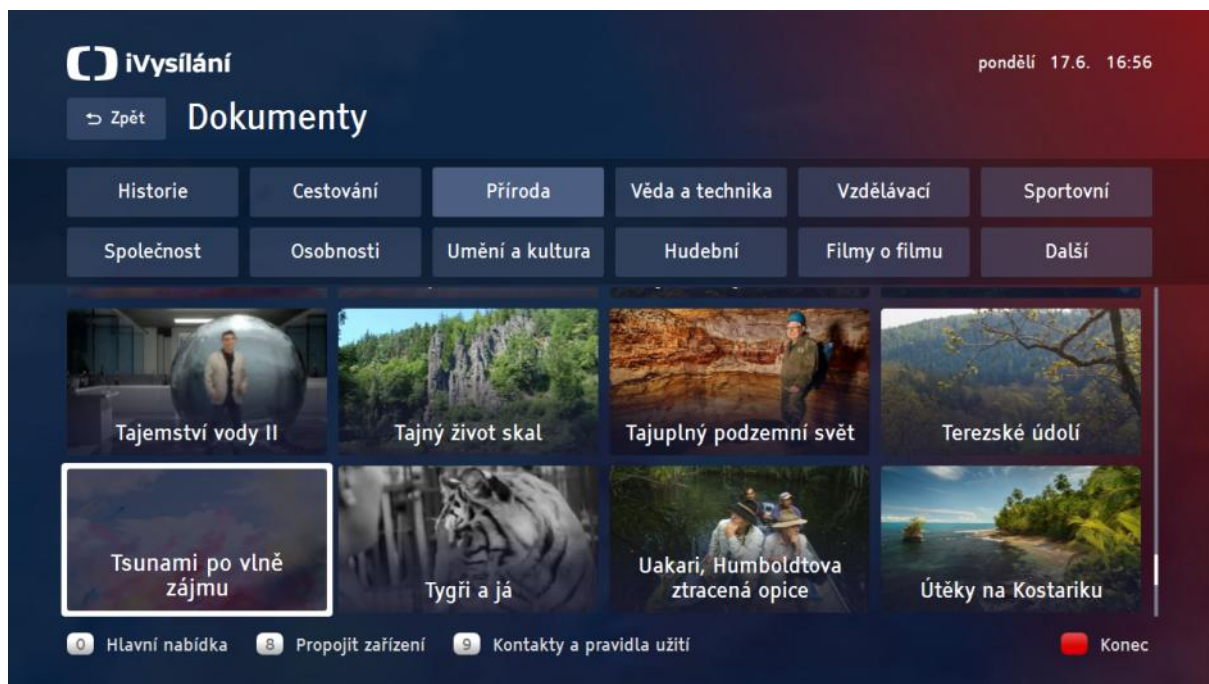 iVysílání
pondělí 17.6. 16:56
Zpět
Dokumenty
Historie Cestování Příroda Věda a technika Vzdělávací Sportovní
Společnost Osobnosti Umění a kultura Hudební Filmy o filmu Další
Tajemství vody II Tajný život skal Tajuplný podzemní svět Terezské údolí
Tsunami po vlně
zájmu
Tygři a já
Uakari, Humboldtova
ztracená opice
Útěky na Kostariku
0 Hlavní nabídka 8 Propojit zařízení 9 Kontakty a pravidla užití Konec